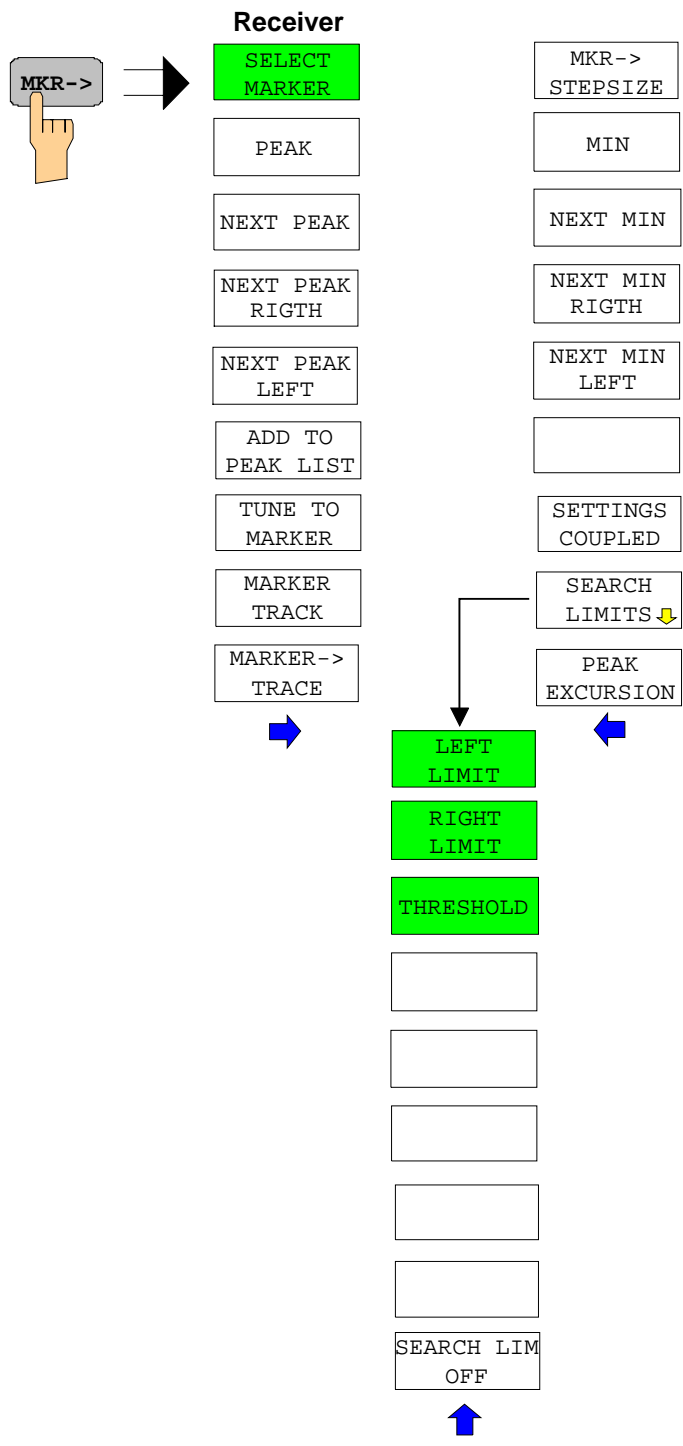 Receiver
MKR->
SELECT
MARKER
PEAK
NEXT PEAK
NEXT PEAK
RIGTH
NEXT PEAK
LEFT
ADD TO
PEAK LIST
TUNE TO
MARKER
MARKER
TRACK
MARKER->
TRACE
MKR->
STEPSIZE
MIN
NEXT MIN
NEXT MIN
RIGTH
NEXT MIN
LEFT
SETTINGS
COUPLED
SEARCH
LIMITS
PEAK
EXCURSION
LEFT
LIMIT
RIGHT
LIMIT
THRESHOLD
SEARCH LIM
OFF